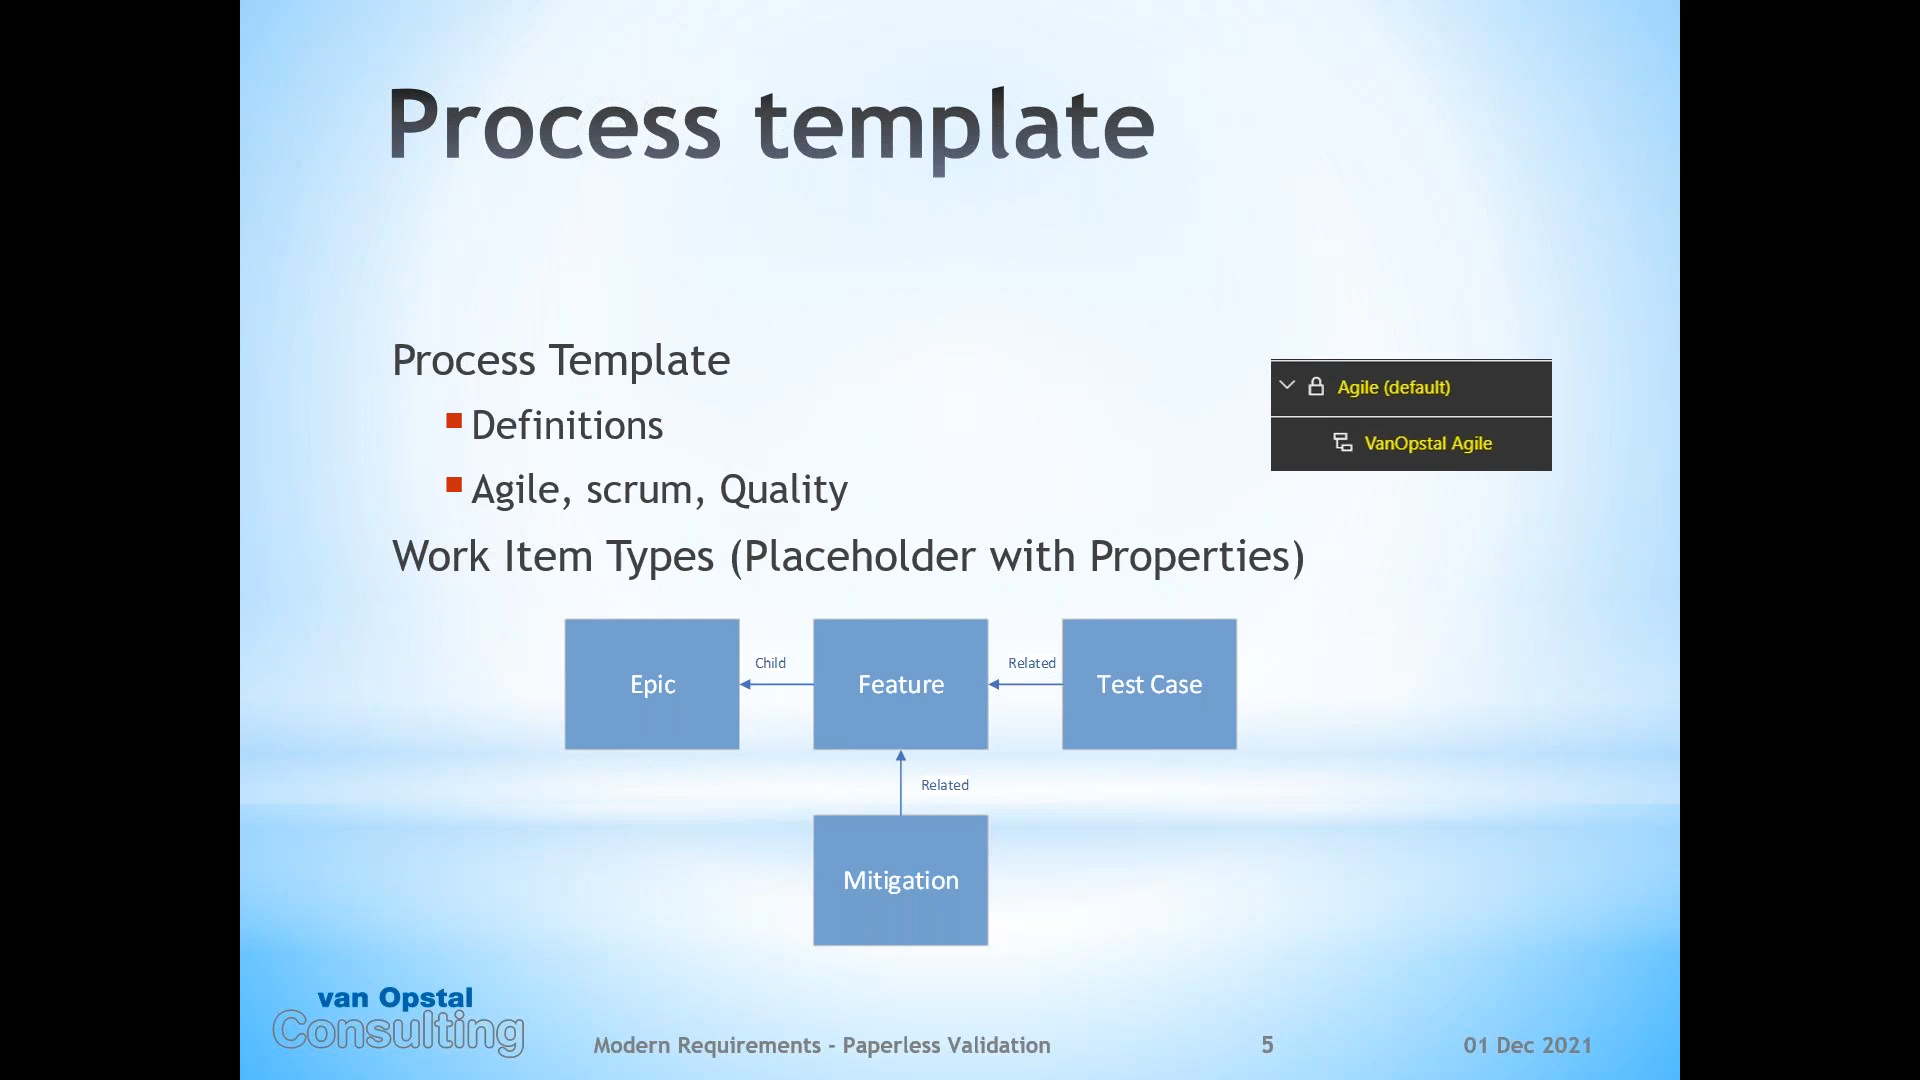 Process template
Process Template
Definitions
Agile, scrum, Quality
Agile (default)
VanOpstal Agile
Work Item Types (Placeholder with Properties)
Epic
Child
Feature
Related
Test Case
Related
Mitigation
van Opstal
Consulting
Modern Requirements - Paperless Validation
5
01 Dec 2021